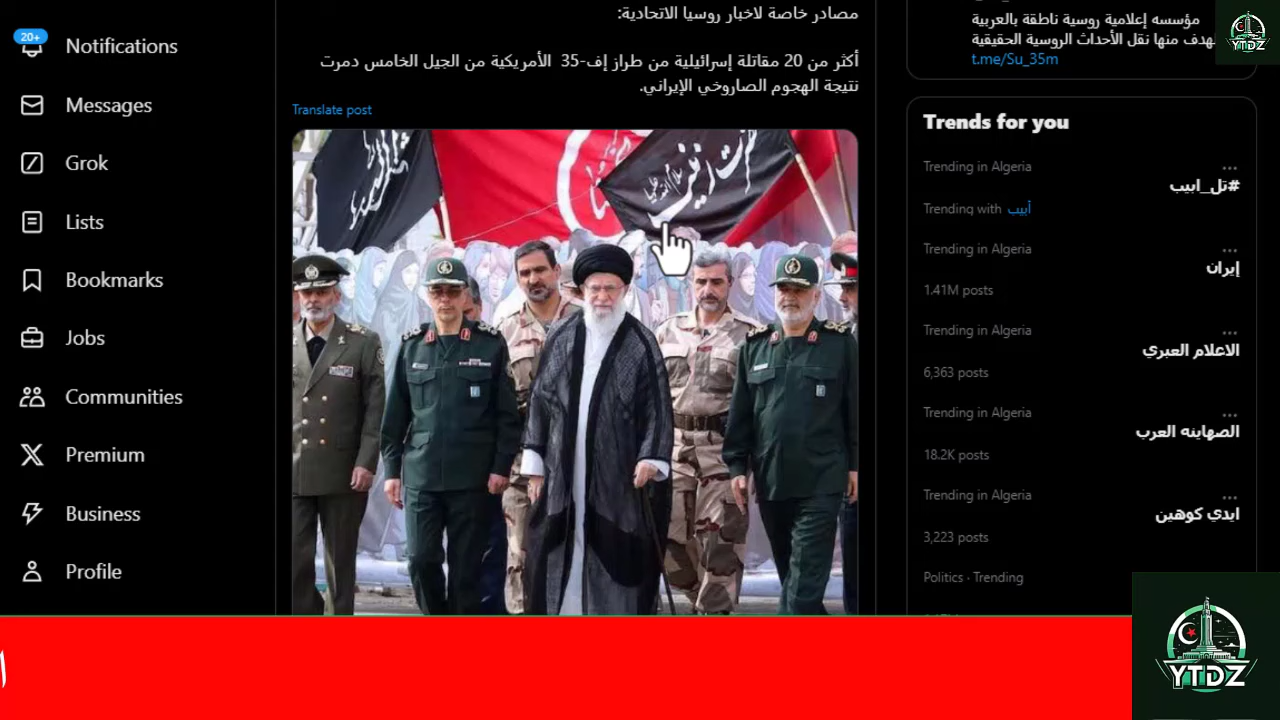 20+
Notifications
Messages
Grok
Lists
Bookmarks
Jobs
Communities
Premium
Business
Profile
مصادر خاصة لاخبار روسيا الاتحادية:
أكثر من 20 مقاتلة إسرائيلية من طراز إف-35 الأمريكية من الجيل الخامس دمرت
نتيجة الهجوم الصاروخي الإيراني.
Translate post
مؤسسه إعلامية روسية ناطقة بالعربية
يهدف منها نقل الأحداث الروسية الحقيقية
t.me/Su_35m
YTDZ
Trends for you
Trending in Algeria
#تل_ابيب
Trending with أبيب
Trending in Algeria
إيران
1.41M posts
Trending in Algeria
الاعلام العبري
6,363 posts
Trending in Algeria
الصهاينه العرب
18.2K posts
Trending in Algeria
ايدي كوهين
3,223 posts
Politics · Trending
YTDZ